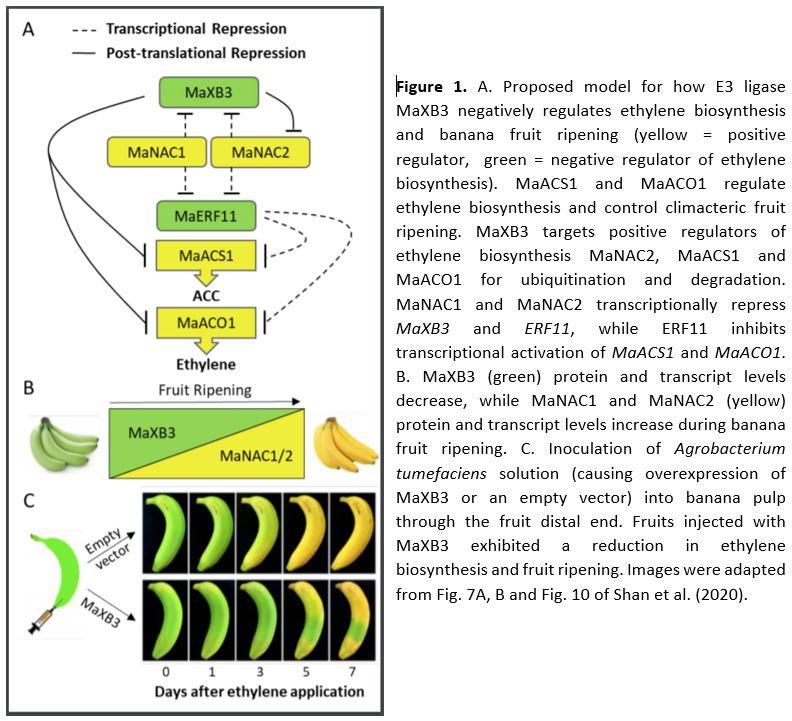 A
Transcriptional Repression
Post-translational Repression
MaXB3
MaNAC1
MaNAC2
MaERF11
MaACS1
ACC
MaACO1
Ethylene
B
Fruit Ripening
MaXB3
MaNAC1/2
C
Empty
vector
MaXB3
0 1 3 5 7
Days after ethylene application
Figure 1. A. Proposed model for how E3 ligase
MaXB3 negatively regulates ethylene biosynthesis
and banana fruit ripening (yellow = positive
regulator, green = negative regulator of ethylene
biosynthesis). MaACS1 and MaACO1 regulate
ethylene biosynthesis and control climacteric fruit
ripening. MaXB3 targets positive regulators of
ethylene biosynthesis MaNAC2, MaACS1 and
MaACO1 for ubiquitination and degradation.
MaNAC1 and MaNAC2 transcriptionally repress
MaXB3 and ERF11, while ERF11 inhibits
transcriptional activation of MaACS1 and MaACO1.
B. MaXB3 (green) protein and transcript levels
decrease, while MaNAC1 and MaNAC2 (yellow)
protein and transcript levels increase during banana
fruit ripening. C. Inoculation of Agrobacterium
tumefaciens solution (causing overexpression of
MaXB3 or an empty vector) into banana pulp
through the fruit distal end. Fruits injected with
MaXB3 exhibited a reduction in ethylene
biosynthesis and fruit ripening. Images were adapted
from Fig. 7A, B and Fig. 10 of Shan et al. (2020).